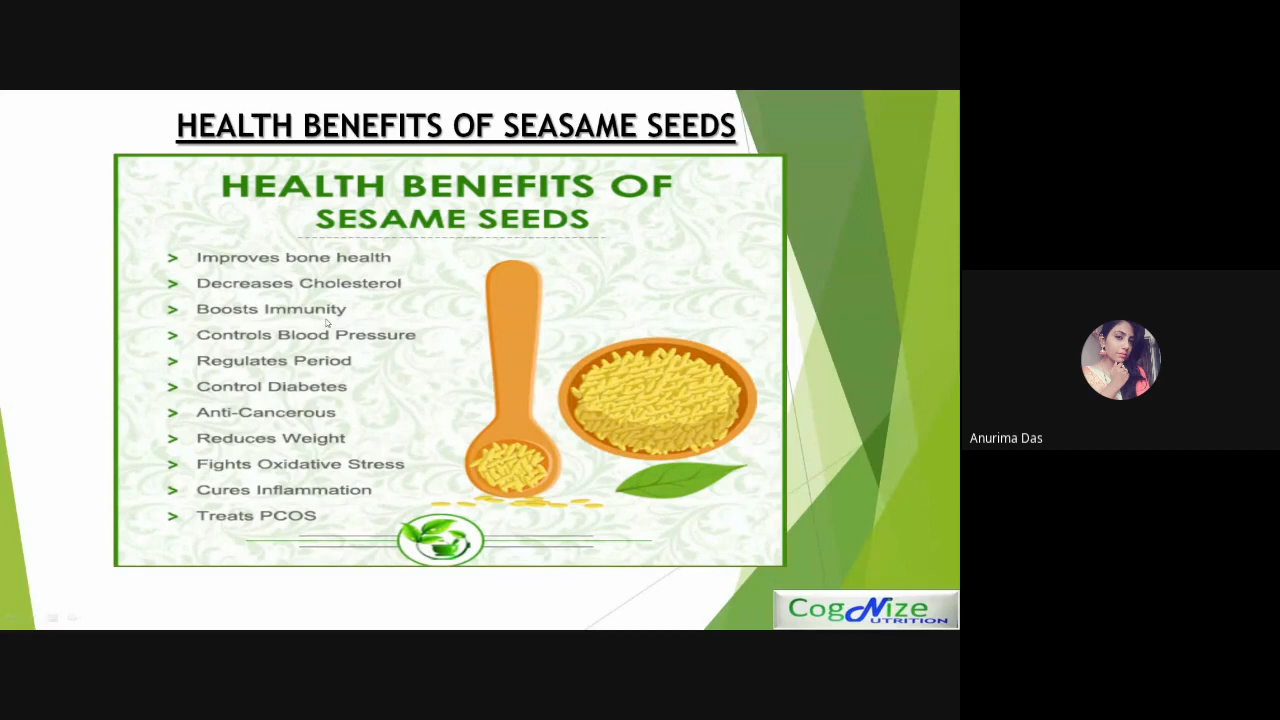 HEALTH BENEFITS OF SEASAME SEEDS
HEALTH BENEFITS OF
SESAME SEEDS
> Improves bone health
> Decreases Cholesterol
> Boosts Immunity
> Controls Blood Pressure
> Regulates Period
> Control Diabetes
> Anti-Cancerous
> Reduces Weight
> Fights Oxidative Stress
> Cures Inflammation
> Treats PCOS
CogNize
NUTRITION
Anurima Das